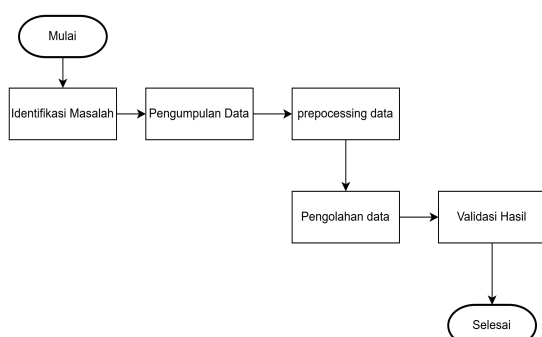 Mulai
Identifikasi Masalah
Pengumpulan Data
prepocessing data
Pengolahan data
Validasi Hasil
Selesai